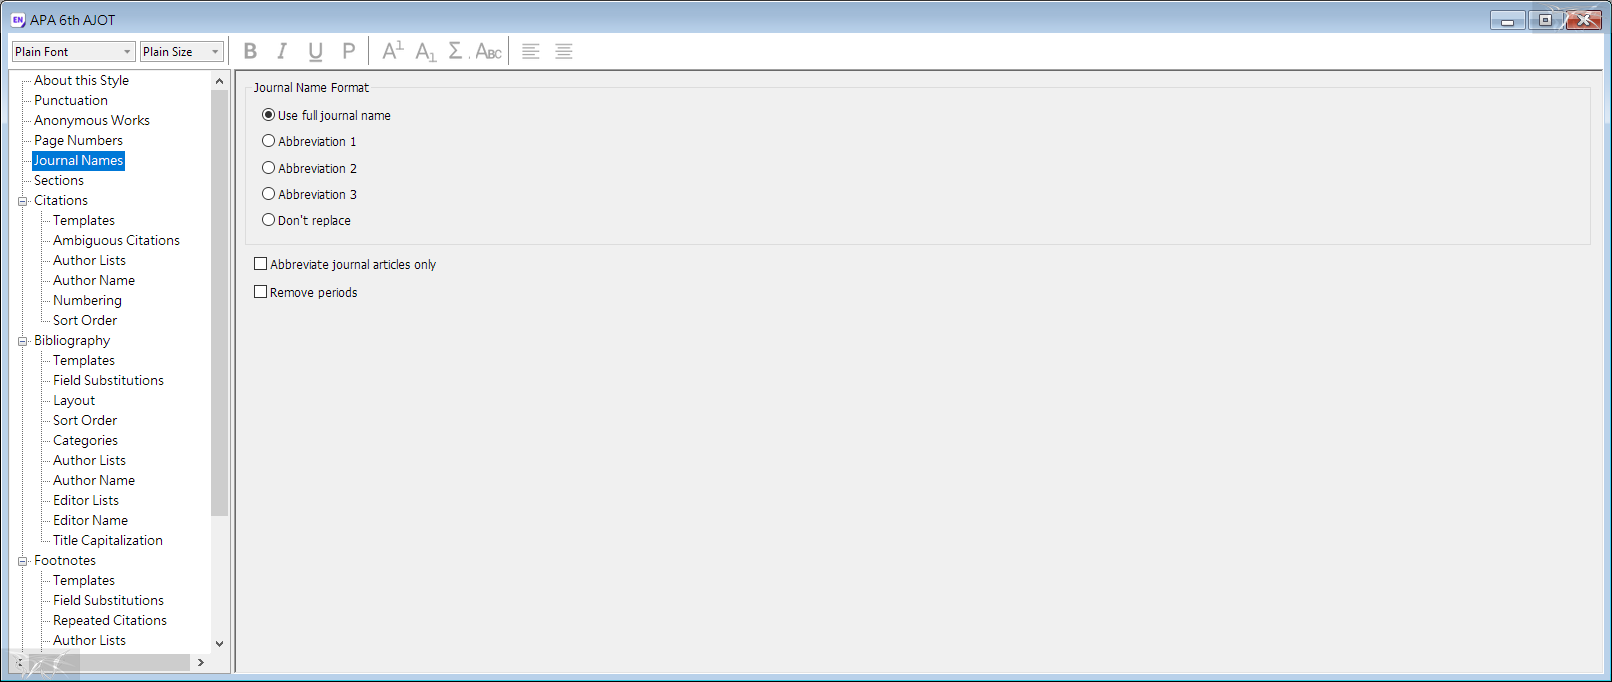 EN APA 6th AJOT
Plain Font Plain Size B I U P A1 A1 Σ ABC
About this Style
Punctuation
Anonymous Works
Page Numbers
Journal Names
Sections
Citations
Templates
Ambiguous Citations
Author Lists
Author Name
Numbering
Sort Order
Bibliography
Templates
Field Substitutions
Layout
Sort Order
Categories
Author Lists
Author Name
Editor Lists
Editor Name
Title Capitalization
Footnotes
Templates
Field Substitutions
Repeated Citations
Author Lists
Journal Name Format
Use full journal name
Abbreviation 1
Abbreviation 2
Abbreviation 3
Don't replace
Abbreviate journal articles only
Remove periods